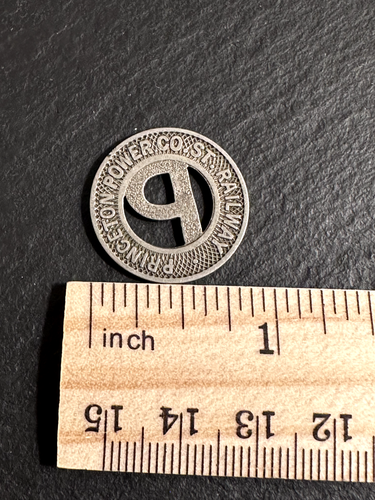 PRINCETON POWER CO. ST. RAILWAY
P
inch 1
15 14 13 12